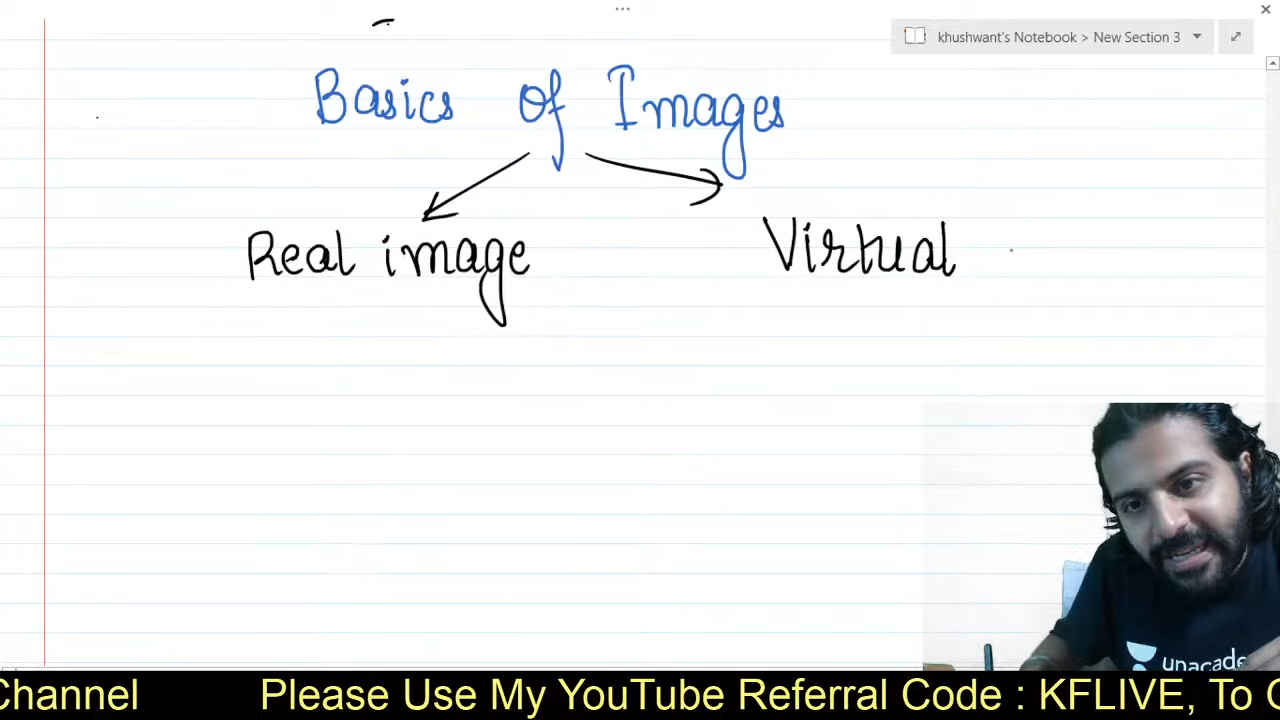 khushwant's Notebook > New Section 3
Basics of Images
Real image Virtual
unacade
Channel Please Use My YouTube Referral Code : KFLIVE, To